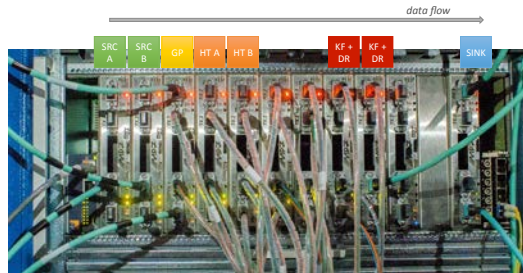 data flow
SRC A
SRC B
GP
HT A
HT B
KF + DR
KF + DR
SINK